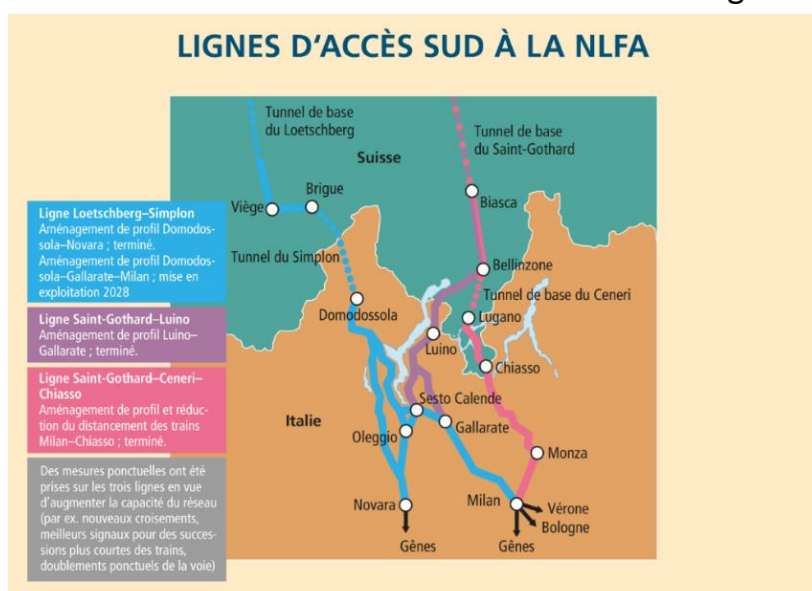 LIGNES D'ACCÈS SUD À LA NLFA
Tunnel de base
du Loetschberg
Tunnel de base
du Saint-Gothard
Suisse
Brigue
Viège
Biasca
Ligne Loetschberg–Simplon
Aménagement de profil Domodos-
sola–Novara ; terminé.
Aménagement de profil Domodos-
sola–Gallarate–Milan ; mise en
exploitation 2028
Tunnel du Simplon
Bellinzone
Tunnel de base du Ceneri
Domodossola
Lugano
Ligne Saint-Gothard–Luino
Aménagement de profil Luino–
Gallarate ; terminé.
Luino
Chiasso
Ligne Saint-Gothard–Ceneri–
Chiasso
Aménagement de profil et réduc-
tion du distancement des trains
Milan–Chiasso ; terminé.
Sesto Calende
Italie
Oleggio
Gallarate
Monza
Des mesures ponctuelles ont été
prises sur les trois lignes en vue
d'augmenter la capacité du réseau
(par ex. nouveaux croisements,
meilleurs signaux pour des succes-
sions plus courtes des trains,
doublements ponctuels de la voie)
Novara
Milan
Vérone
Bologne
Gênes
Gênes